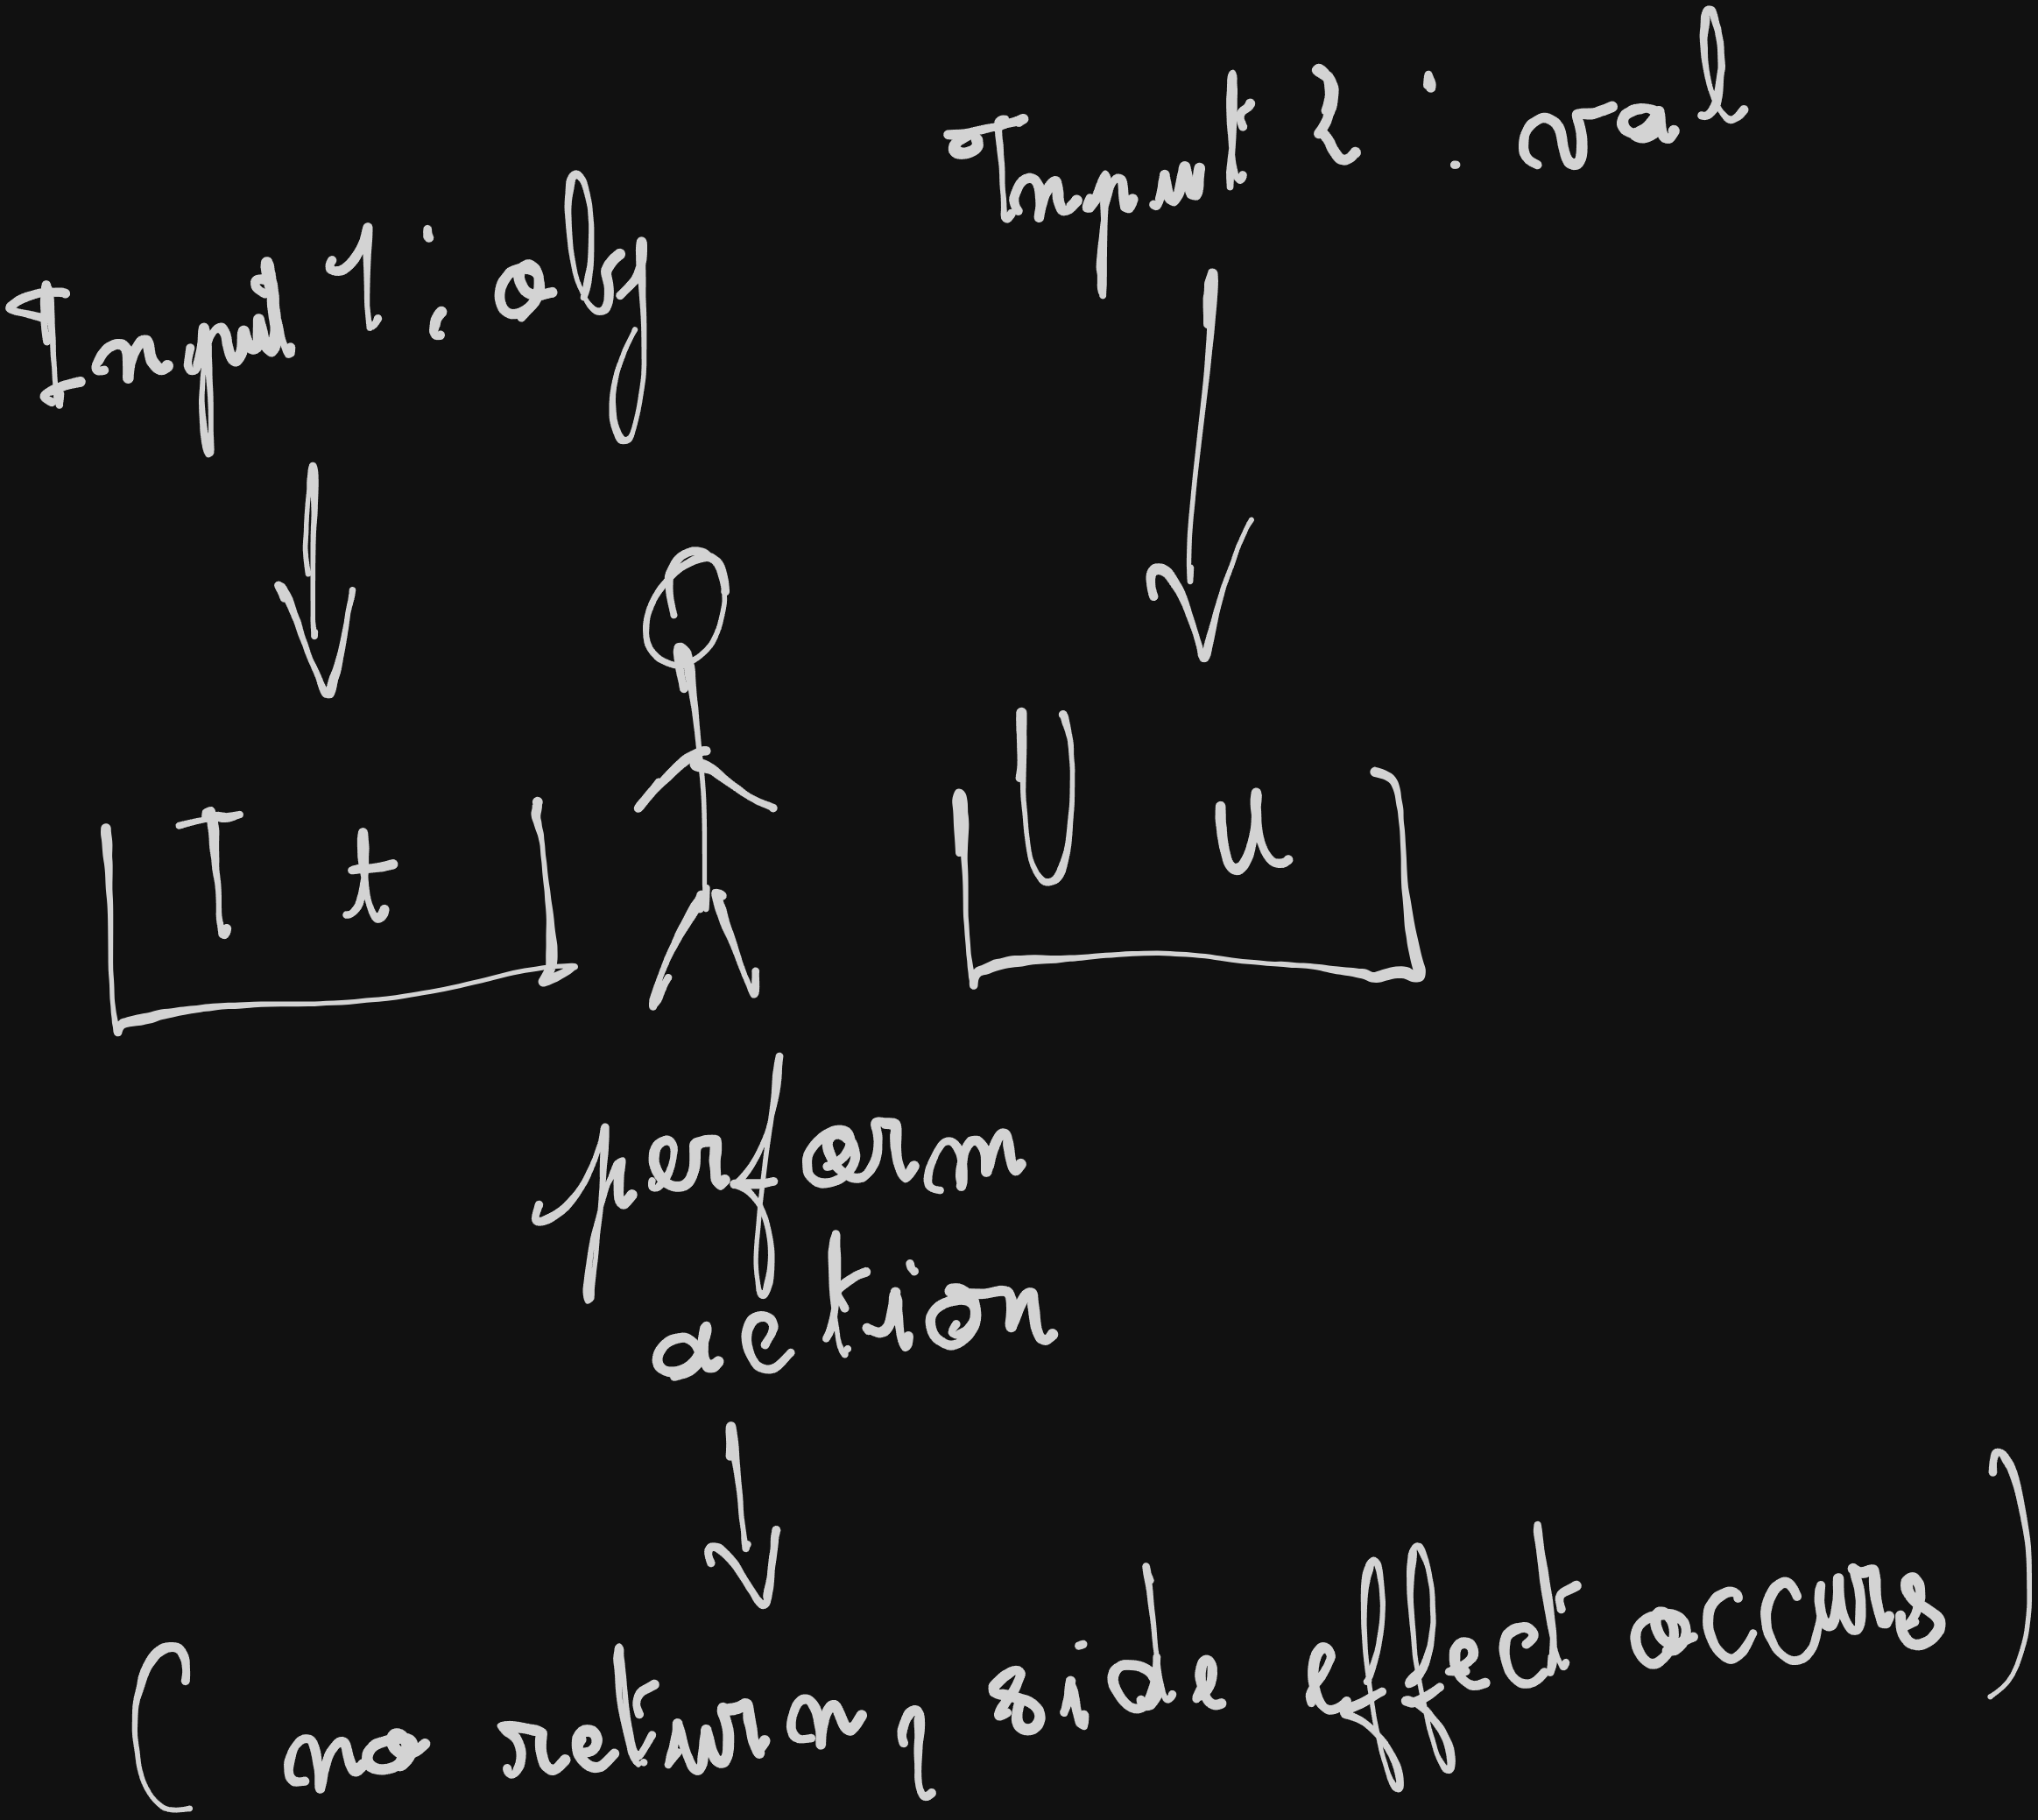 Input 1: obj
Input 2: val
T t
U u
perform
action
(no return, side effect occurs)